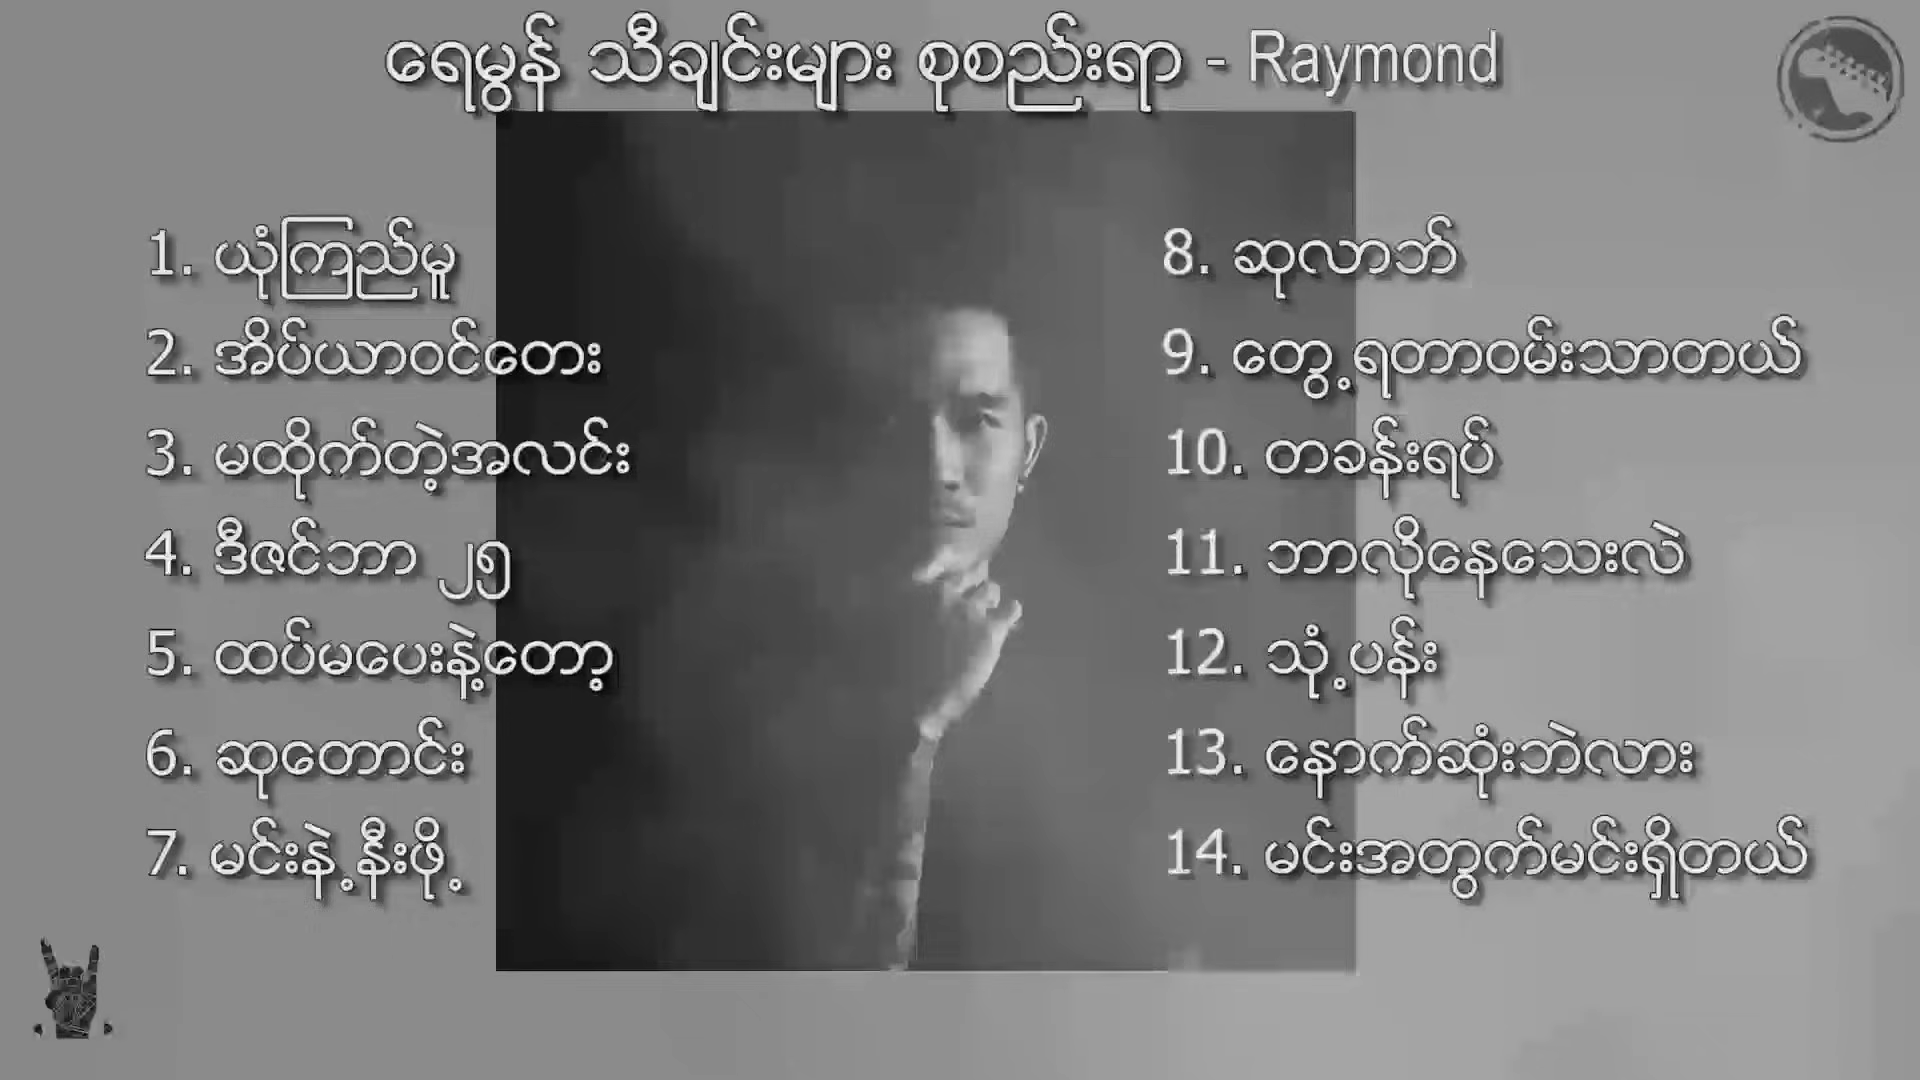 ရေမွန် သီချင်းများ စုစည်းရာ - Raymond
1. ယုံကြည်မူ
2. အိပ်ယာဝင်တေး
3. မထိုက်တဲ့အလင်း
4. ဒီဇင်ဘာ ၂၅
5. ထပ်မပေးနဲ့တော့
6. ဆုတောင်း
7. မင်းနဲ့နီးဖို့
8. ဆုလာဘ်
9. တွေ့ရတာဝမ်းသာတယ်
10. တခန်းရပ်
11. ဘာလိုနေသေးလဲ
12. သုံ့ပန်း
13. နောက်ဆုံးဘဲလား
14. မင်းအတွက်မင်းရှိတယ်